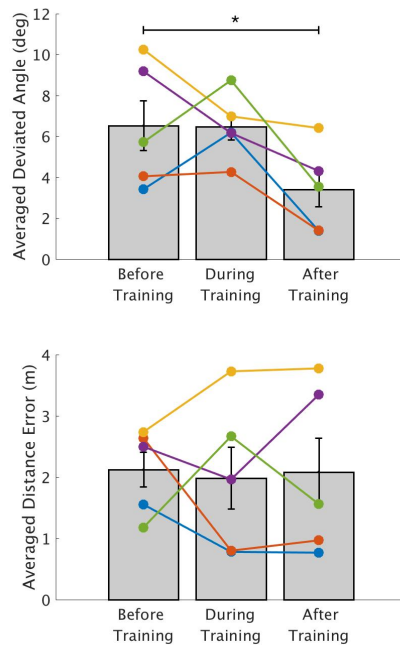 Averaged Deviated Angle (deg)
12
10
8
6
4
2
0
*
Before
Training
During
Training
After
Training
Averaged Distance Error (m)
4
3
2
1
0
Before
Training
During
Training
After
Training